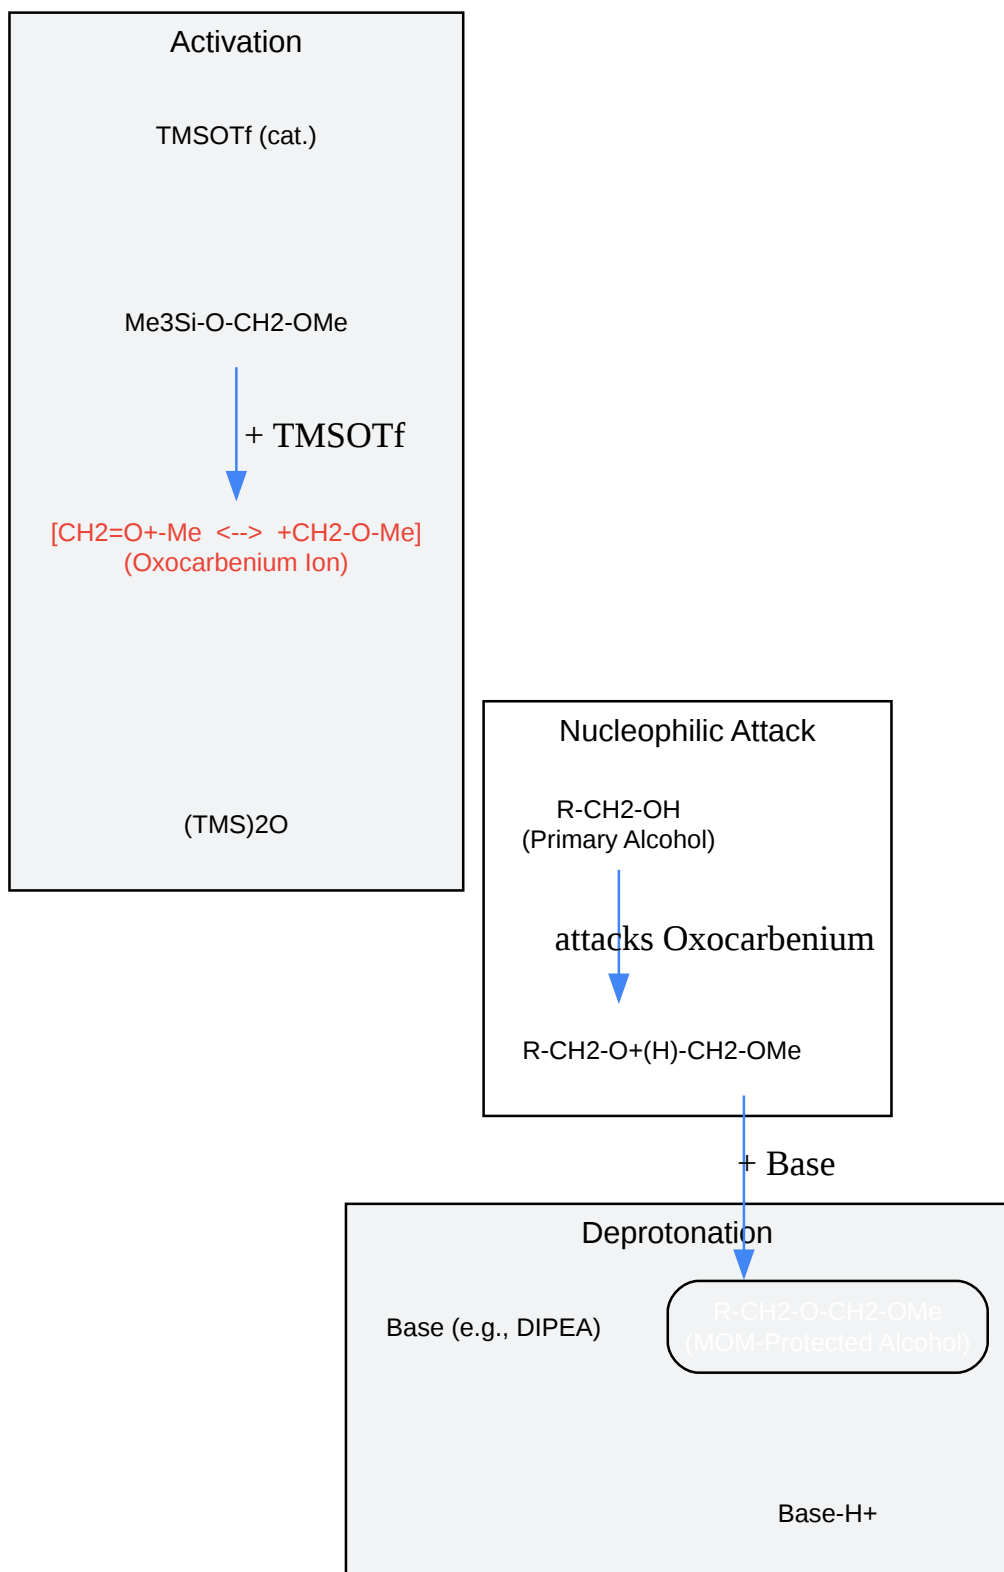 Activation
TMSOTf (cat.)
Me3Si-O-CH2-OMe
+ TMSOTf
[CH2=O+-Me <--> +CH2-O-Me]
(Oxocarbenium Ion)
(TMS)2O
Nucleophilic Attack
R-CH2-OH
(Primary Alcohol)
attacks Oxocarbenium
R-CH2-O+(H)-CH2-OMe
+ Base
Deprotonation
Base (e.g., DIPEA)
R-CH2-O-CH2-OMe
(MOM-Protected Alcohol)
Base-H+